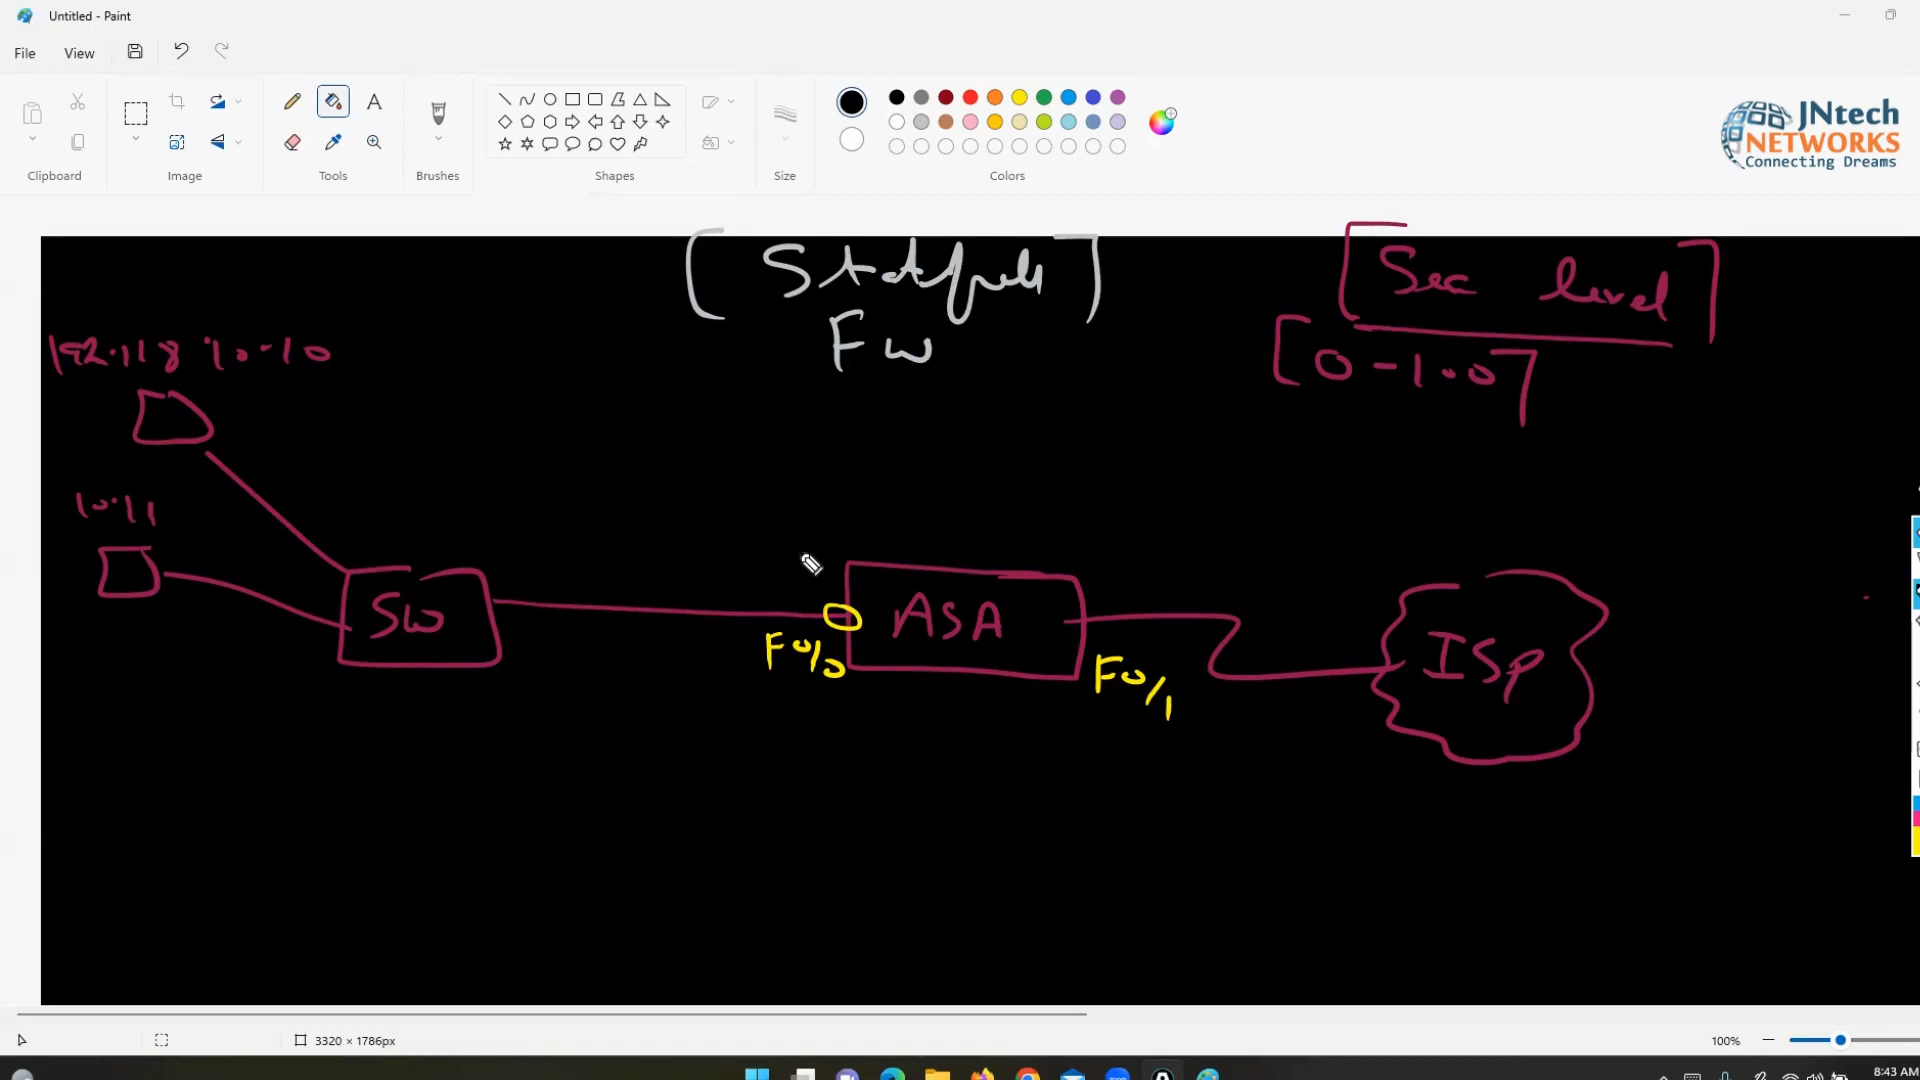 Untitled - Paint
File View
Clipboard Image Tools Brushes Shapes Size Colors
JNtech
NETWORKS
Connecting Dreams
[Stateful]
Fw
[Sec level]
[0-100]
192.118 10.10
10.11
SW
ASA
ISP
F0/0
F0/1
3320 × 1786px
100%
8:43 AM